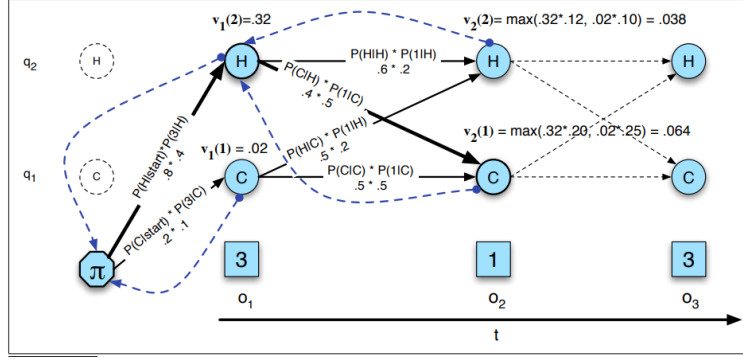 v₁(2)=.32
v₂(2)= max(.32*.12, .02*.10) = .038
q₂
H
H
P(H|H) * P(1|H)
.6 * .2
H
H
P(C|H) * P(1|C)
.4 * .5
P(H|start)*P(3|H)
.8 * .4
v₁(1) = .02
P(H|C) * P(1|H)
.5 * .2
v₂(1) = max(.32*.20, .02*.25) = .064
q₁
C
C
P(C|C) * P(1|C)
.5 * .5
C
C
P(C|start) * P(3|C)
.2 * .1
π
3
1
3
o₁
o₂
o₃
t